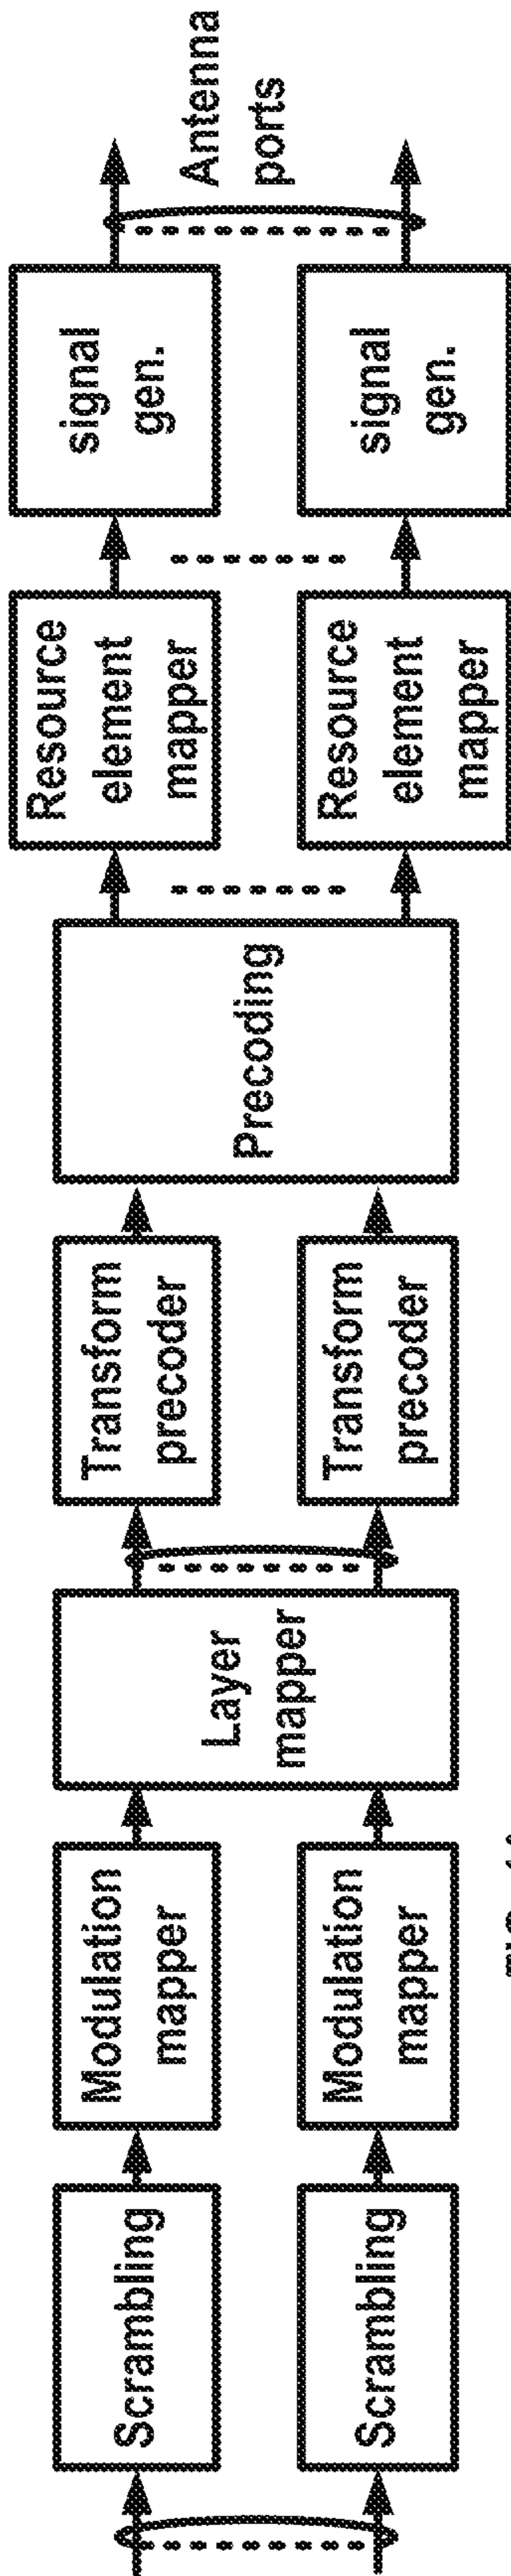 Scrambling
Scrambling
Modulation
mapper
Modulation
mapper
Layer
mapper
Transform
precoder
Transform
precoder
Precoding
Resource
element
mapper
Resource
element
mapper
signal
gen.
signal
gen.
Antenna
ports